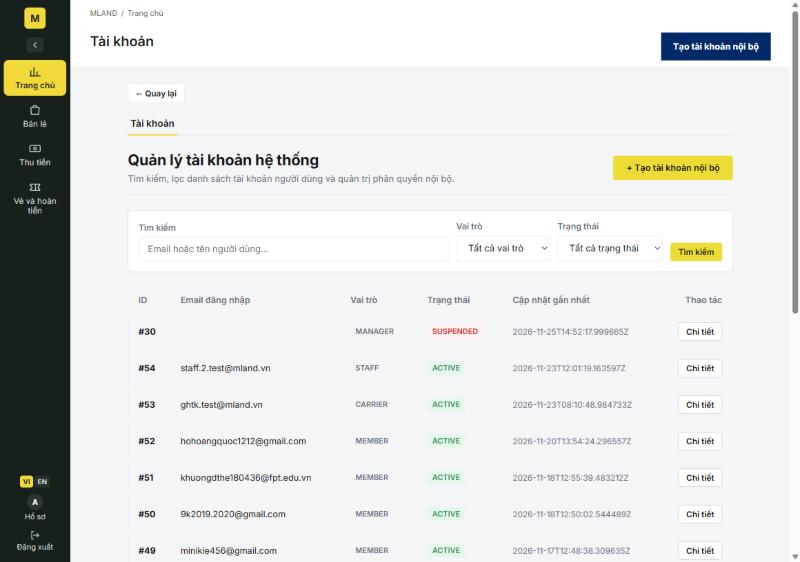 M
MLAND / Trang chủ
Tài khoản
Tạo tài khoản nội bộ
Trang chủ
Bán lẻ
Thu tiền
Vé và hoàn
tiền
VI EN
A
Hồ sơ
Đăng xuất
← Quay lại
Tài khoản
Quản lý tài khoản hệ thống
Tìm kiếm, lọc danh sách tài khoản người dùng và quản trị phân quyền nội bộ.
+ Tạo tài khoản nội bộ
Tìm kiếm Vai trò Trạng thái
Email hoặc tên người dùng... Tất cả vai trò Tất cả trạng thái Tìm kiếm
ID Email đăng nhập Vai trò Trạng thái Cập nhật gần nhất Thao tác
#30 MANAGER SUSPENDED 2026-11-25T14:52:17.999665Z Chi tiết
#54 staff.2.test@mland.vn STAFF ACTIVE 2026-11-23T12:01:19.163597Z Chi tiết
#53 ghtk.test@mland.vn CARRIER ACTIVE 2026-11-23T08:10:48.984733Z Chi tiết
#52 hohoangquoc1212@gmail.com MEMBER ACTIVE 2026-11-20T13:54:24.296557Z Chi tiết
#51 khuongdthe180436@fpt.edu.vn MEMBER ACTIVE 2026-11-18T12:55:39.483212Z Chi tiết
#50 9k2019.2020@gmail.com MEMBER ACTIVE 2026-11-18T12:50:02.544489Z Chi tiết
#49 minikie456@gmail.com MEMBER ACTIVE 2026-11-17T12:48:38.309635Z Chi tiết